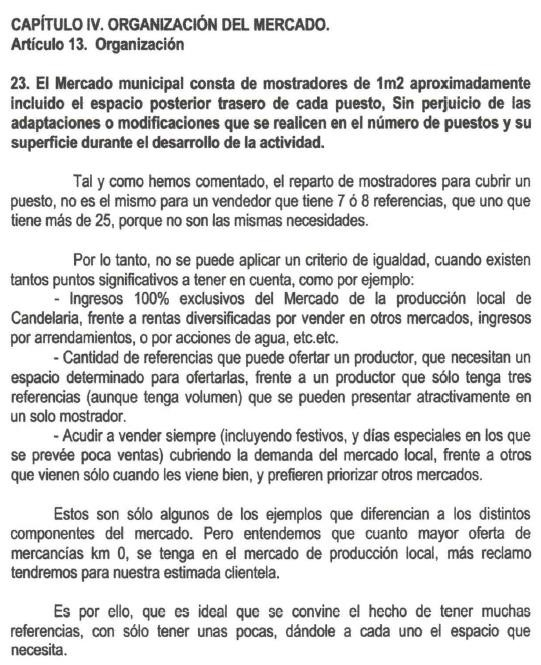 CAPÍTULO IV. ORGANIZACIÓN DEL MERCADO.
Artículo 13. Organización
23. El Mercado municipal consta de mostradores de 1m2 aproximadamente
incluido el espacio posterior trasero de cada puesto, Sin perjuicio de las
adaptaciones o modificaciones que se realicen en el número de puestos y su
superficie durante el desarrollo de la actividad.
Tal y como hemos comentado, el reparto de mostradores para cubrir un
puesto, no es el mismo para un vendedor que tiene 7 ó 8 referencias, que uno que
tiene más de 25, porque no son las mismas necesidades.
Por lo tanto, no se puede aplicar un criterio de igualdad, cuando existen
tantos puntos significativos a tener en cuenta, como por ejemplo:
- Ingresos 100% exclusivos del Mercado de la producción local de
Candelaria, frente a rentas diversificadas por vender en otros mercados, ingresos
por arrendamientos, o por acciones de agua, etc.etc.
- Cantidad de referencias que puede ofertar un productor, que necesitan un
espacio determinado para ofertarlas, frente a un productor que sólo tenga tres
referencias (aunque tenga volumen) que se pueden presentar atractivamente en
un solo mostrador.
- Acudir a vender siempre (incluyendo festivos, y días especiales en los que
se prevée poca ventas) cubriendo la demanda del mercado local, frente a otros
que vienen sólo cuando les viene bien, y prefieren priorizar otros mercados.
Estos son sólo algunos de los ejemplos que diferencian a los distintos
componentes del mercado. Pero entendemos que cuanto mayor oferta de
mercancías km 0, se tenga en el mercado de producción local, más reclamo
tendremos para nuestra estimada clientela.
Es por ello, que es ideal que se convine el hecho de tener muchas
referencias, con sólo tener unas pocas, dándole a cada uno el espacio que
necesita.